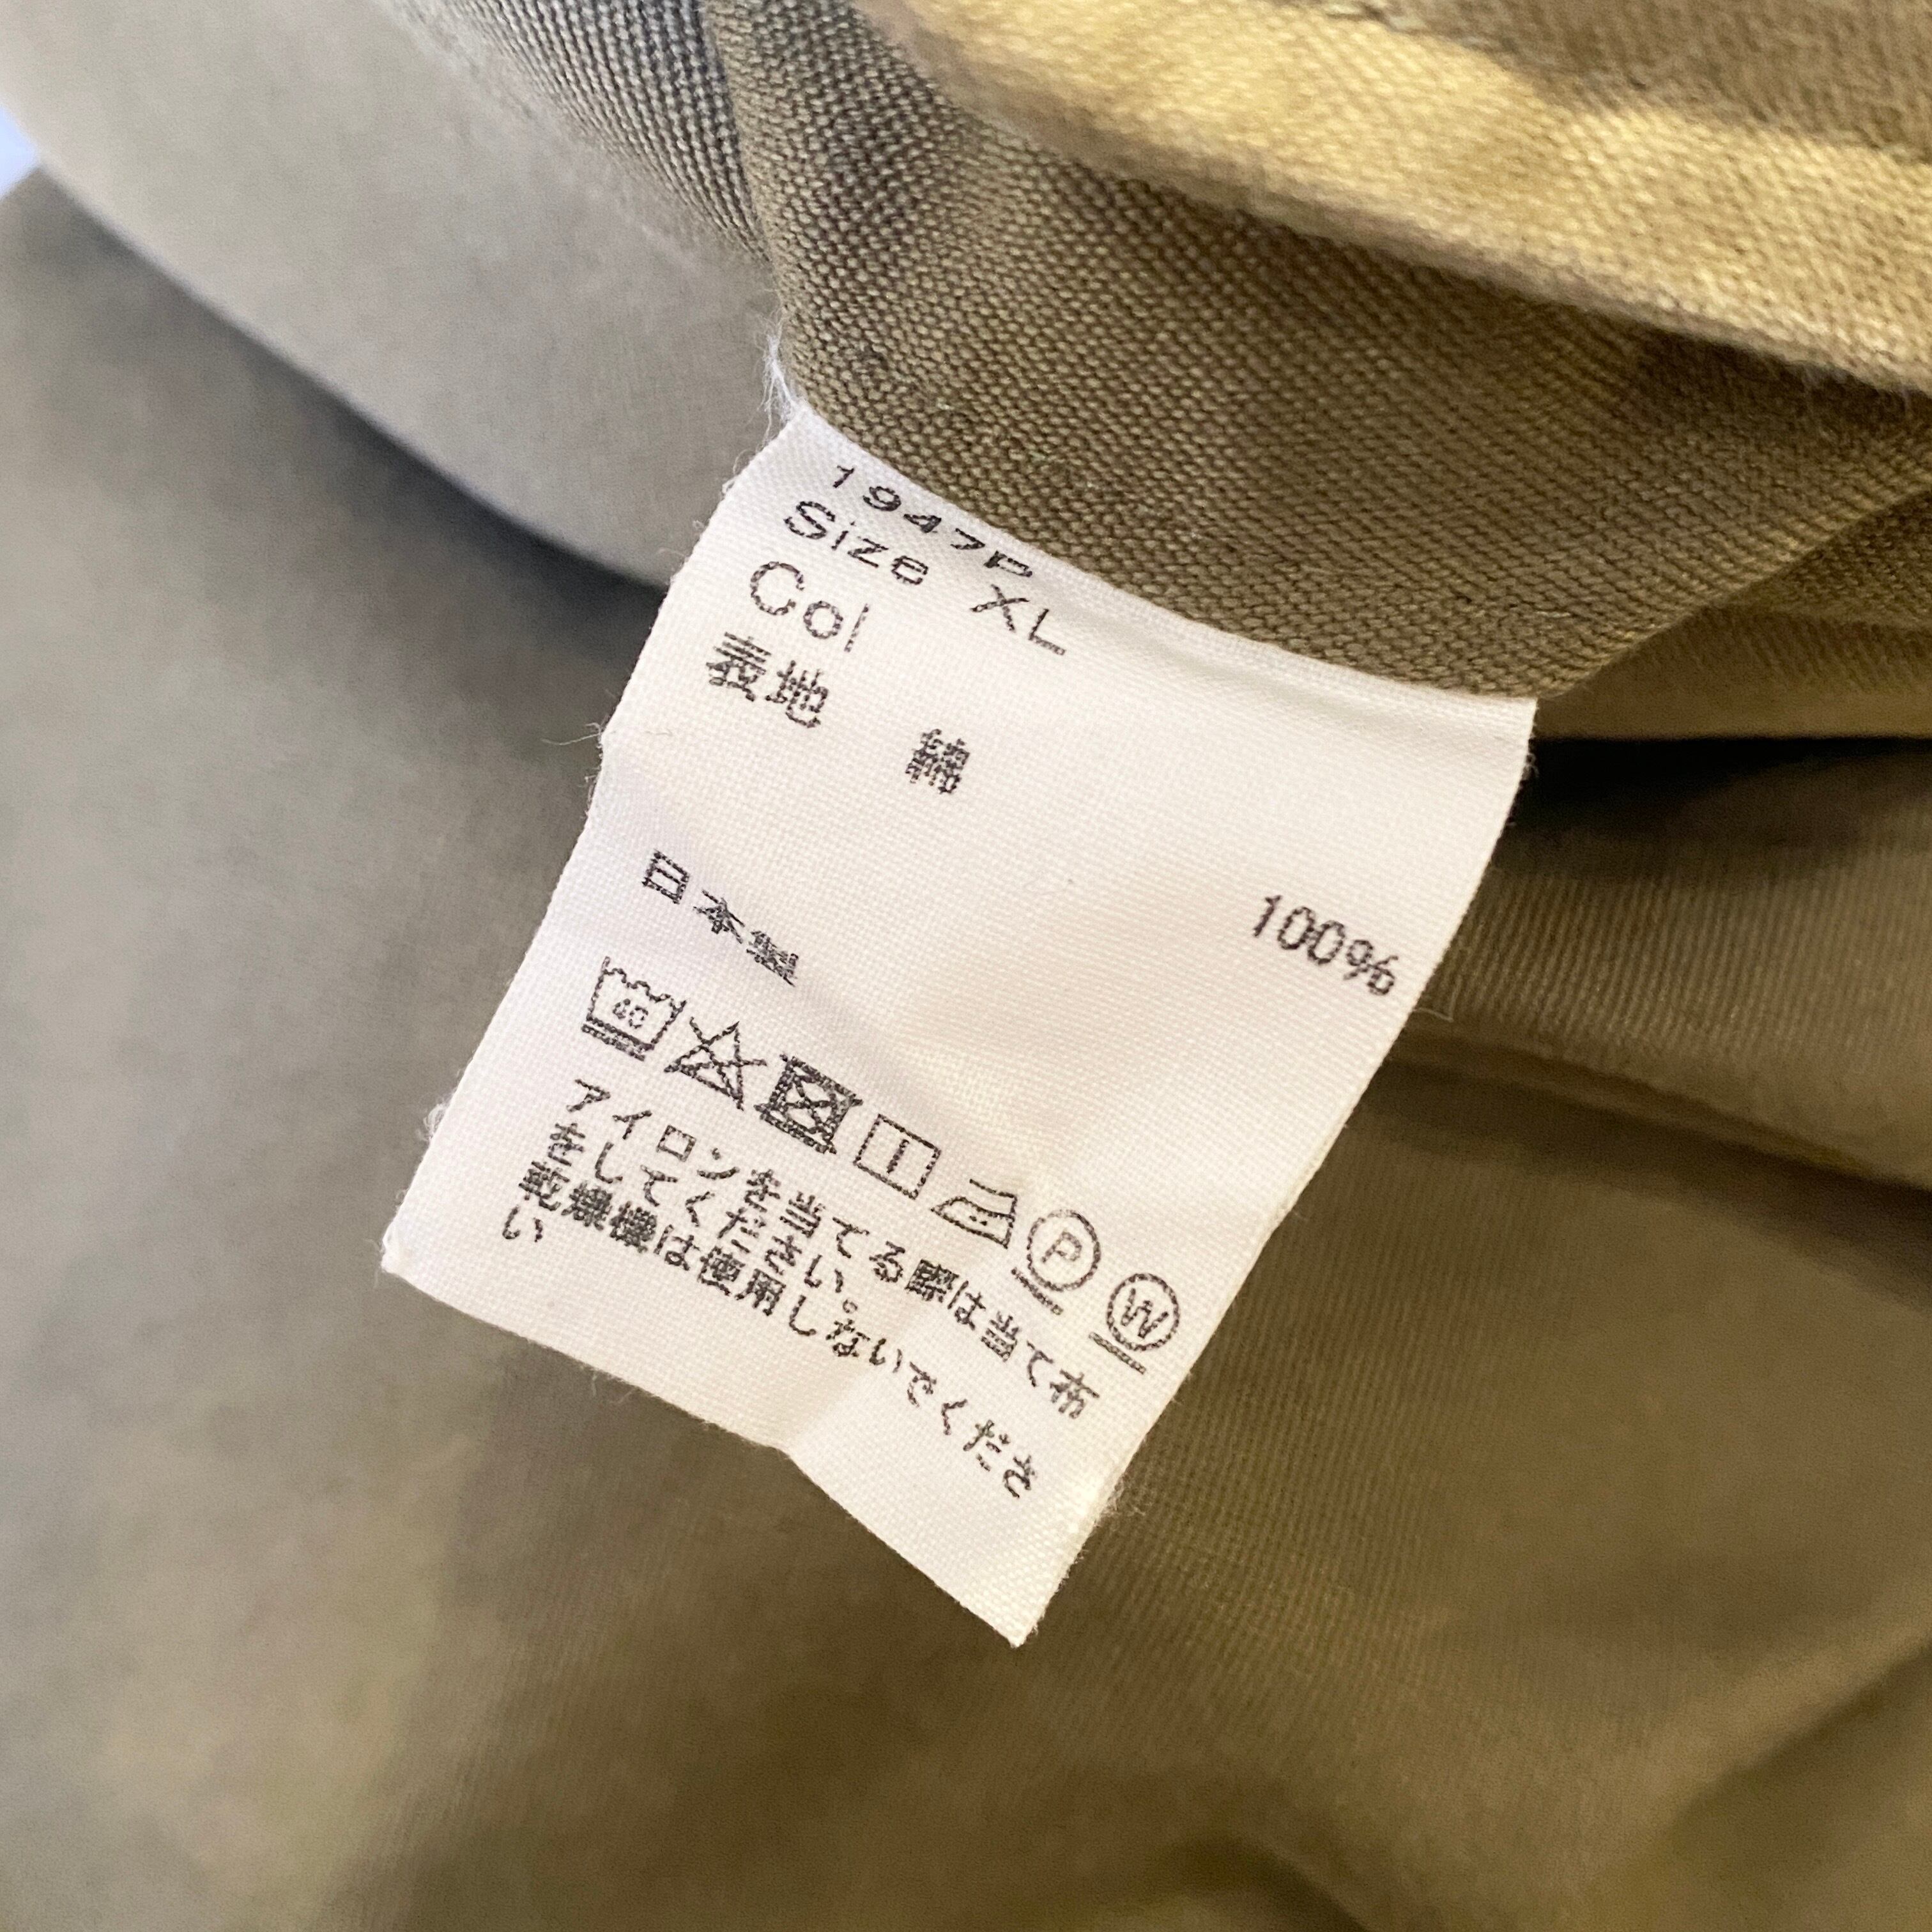 1947P
Size XL
Col
表地 綿 100%
日本製
40 P W
アイロンを当てる際は当て布
をしてください。
乾燥機は使用しないでくださ
い